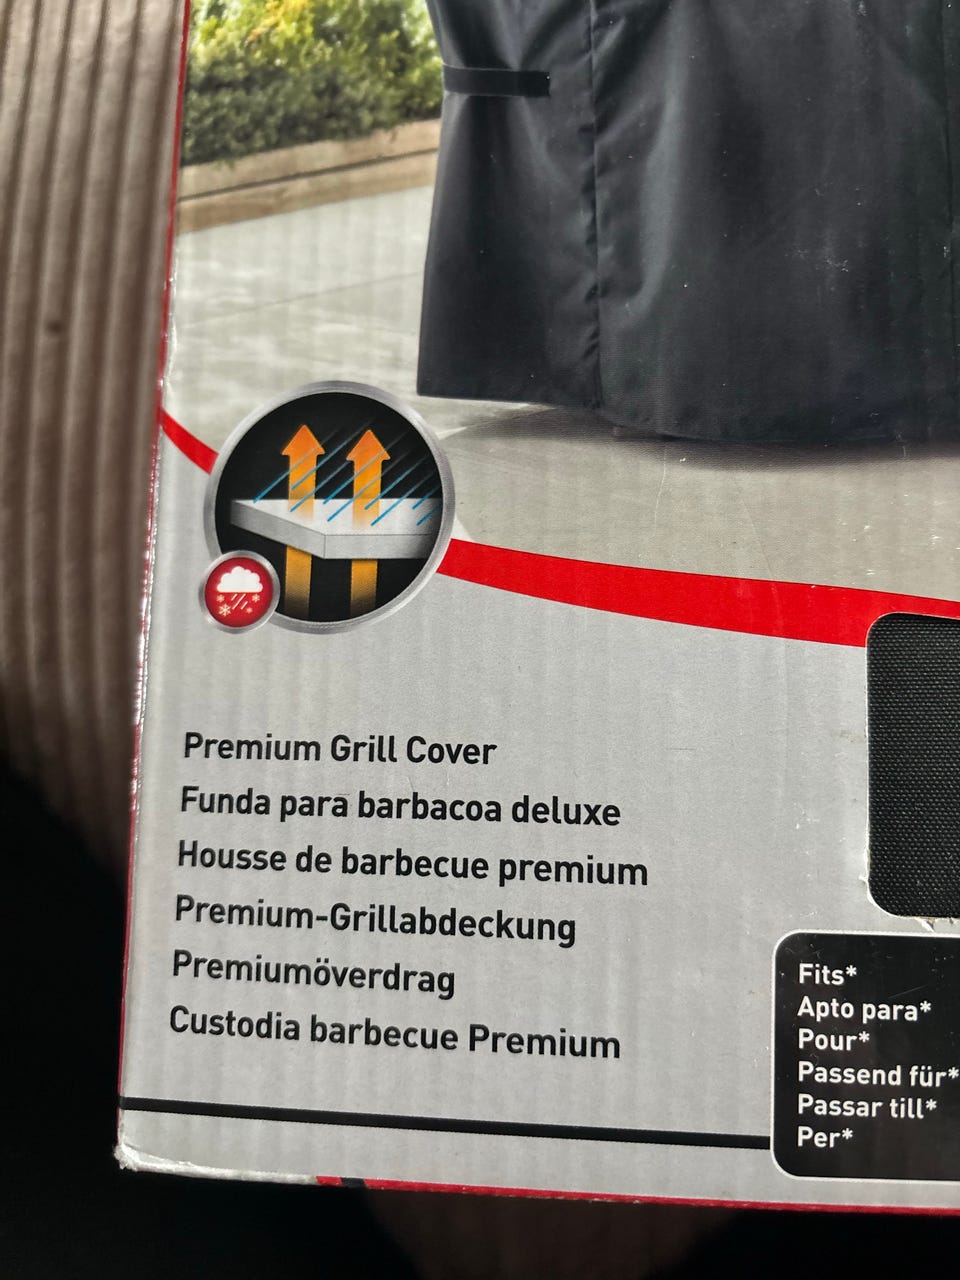 Premium Grill Cover
Funda para barbacoa deluxe
Housse de barbecue premium
Premium-Grillabdeckung
Premiumöverdrag
Custodia barbecue Premium
Fits*
Apto para*
Pour*
Passend für*
Passar till*
Per*